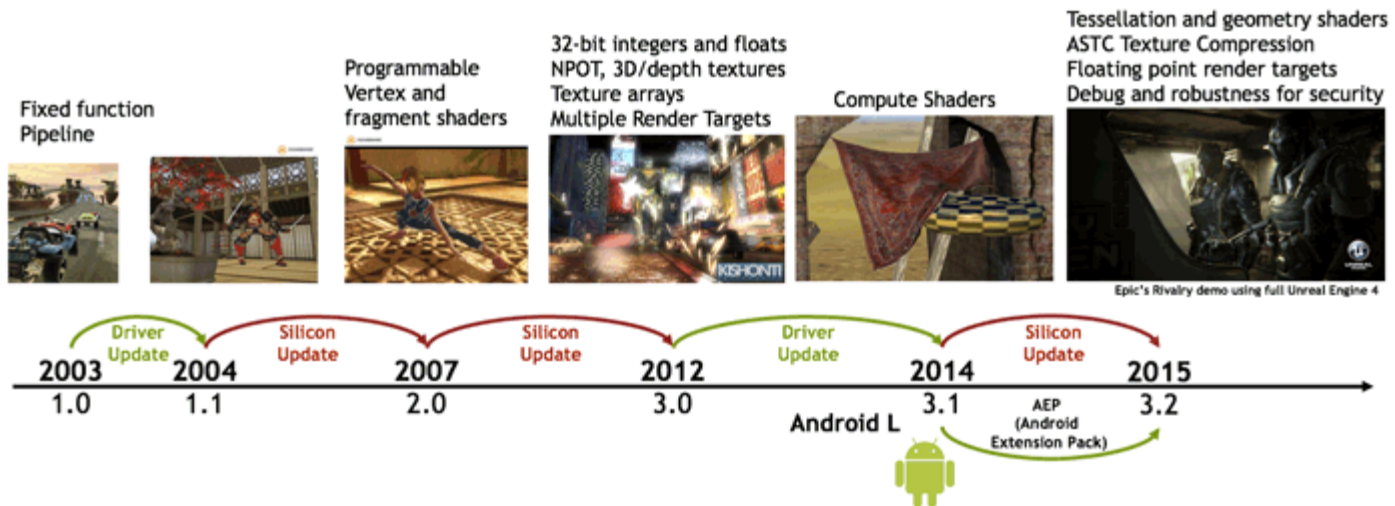 Fixed function
Pipeline
Programmable
Vertex and
fragment shaders
32-bit integers and floats
NPOT, 3D/depth textures
Texture arrays
Multiple Render Targets
Compute Shaders
Tessellation and geometry shaders
ASTC Texture Compression
Floating point render targets
Debug and robustness for security
KISHONTI
Epic's Rivalry demo using full Unreal Engine 4
Driver
Update
Silicon
Update
Silicon
Update
Driver
Update
Silicon
Update
2003 2004 2007 2012 2014 2015
1.0 1.1 2.0 3.0 3.1 3.2
Android L
AEP
(Android
Extension Pack)